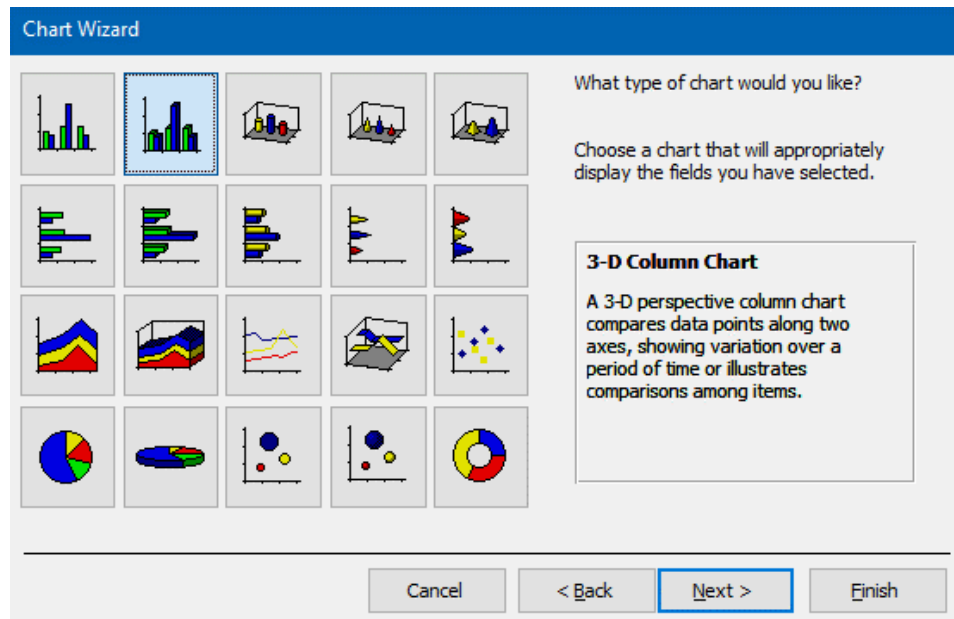 Chart Wizard
What type of chart would you like?
Choose a chart that will appropriately
display the fields you have selected.
3-D Column Chart
A 3-D perspective column chart
compares data points along two
axes, showing variation over a
period of time or illustrates
comparisons among items.
Cancel
< Back
Next >
Finish